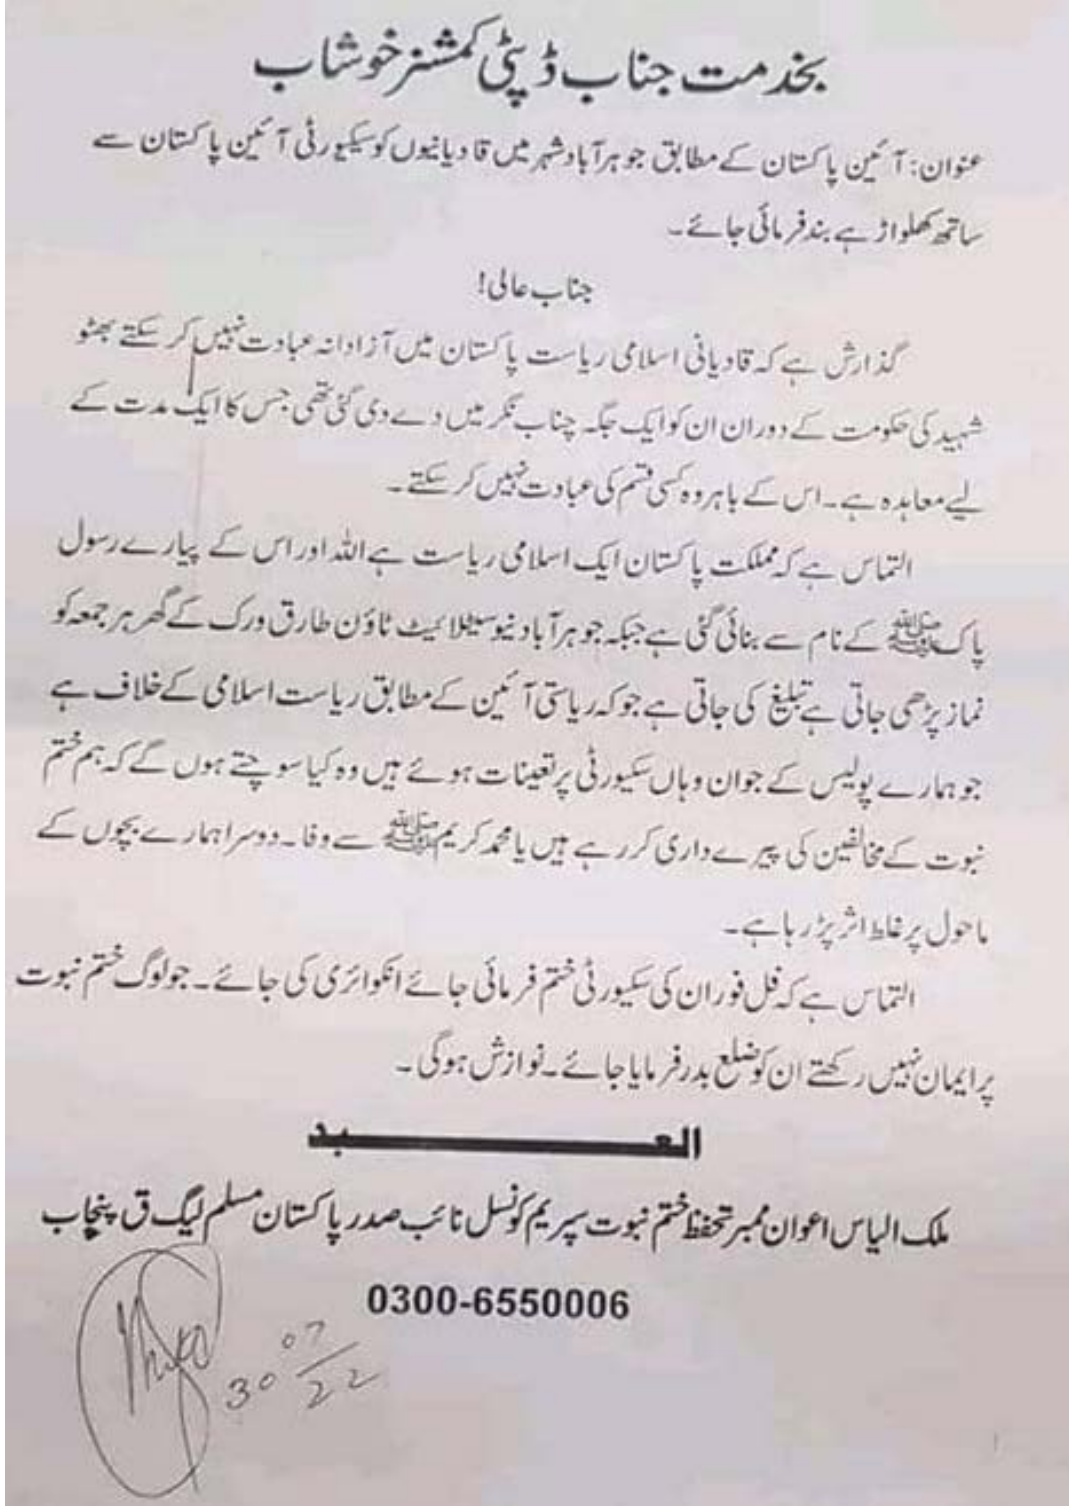 بخدمت جناب ڈپٹی کمشنر خوشاب
عنوان: آئین پاکستان کے مطابق جوہرآباد شہر میں قادیانیوں کو سیکیورٹی آئین پاکستان سے
ساتھ کھلواڑ ہے بند فرمائی جائے۔
جناب عالی!
گذارش ہے کہ قادیانی اسلامی ریاست پاکستان میں آزادانہ عبادت نہیں کر سکتے بھٹو
شہید کی حکومت کے دوران ان کو ایک جگہ چناب نگر میں دے دی گئی تھی جس کا ایک مدت کے
لیے معاہدہ ہے۔ اس کے باہر وہ کسی قسم کی عبادت نہیں کر سکتے۔
التماس ہے کہ مملکت پاکستان ایک اسلامی ریاست ہے اللہ اور اس کے پیارے رسول
پاک ﷺ کے نام سے بنائی گئی ہے جبکہ جوہرآباد نیو سیٹلائیٹ ٹاؤن طارق ورک کے گھر ہر جمعہ کو
نماز پڑھی جاتی ہے تبلیغ کی جاتی ہے جو کہ ریاستی آئین کے مطابق ریاست اسلامی کے خلاف ہے
جو ہمارے پولیس کے جوان وہاں سکیورٹی پر تعینات ہوئے ہیں وہ کیا سوچتے ہوں گے کہ ہم ختم
نبوت کے مخالفین کی پیرے داری کر رہے ہیں یا محمد کریم ﷺ سے وفا۔ دوسرا ہمارے بچوں کے
ماحول پر غلط اثر پڑ رہا ہے۔
التماس ہے کہ فل فور ان کی سکیورٹی ختم فرمائی جائے انکوائری کی جائے۔ جو لوگ ختم نبوت
پر ایمان نہیں رکھتے ان کو ضلع بدر فرمایا جائے۔ نوازش ہوگی۔
العبد
ملک الیاس اعوان ممبر تحفظ ختم نبوت سپریم کونسل نائب صدر پاکستان مسلم لیگ ق پنجاب
0300-6550006
30 07/22